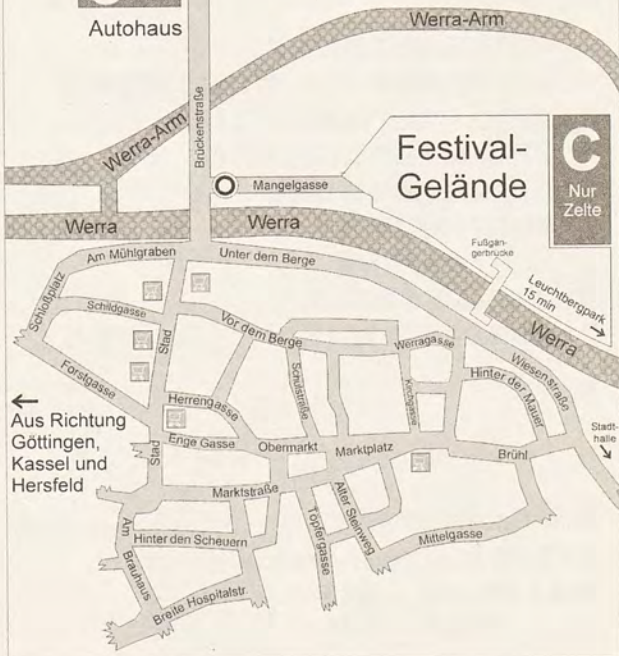 Autohaus
Werra-Arm
Brückenstraße
Werra-Arm
Festival-
Gelände
C
Nur
Zelte
Mangelgasse
Werra
Werra
Fußgän-
gerbrücke
Leuchtbergpark
15 min
Werra
Am Mühlgraben
Unter dem Berge
Schloßplatz
Schildgasse
Stad
Vor dem Berge
Werragasse
Wiesenstraße
Forstgasse
Schulstraße
Kirchgasse
Hinter der Mauer
Herrengasse
Aus Richtung
Göttingen,
Kassel und
Hersfeld
Stad
Enge Gasse
Obermarkt
Marktplatz
Brühl
Stadt-
halle
Marktstraße
Am
Brauhaus
Hinter den Scheuern
Töpfergasse
Alter Steinweg
Mittelgasse
Breite Hospitalstr.